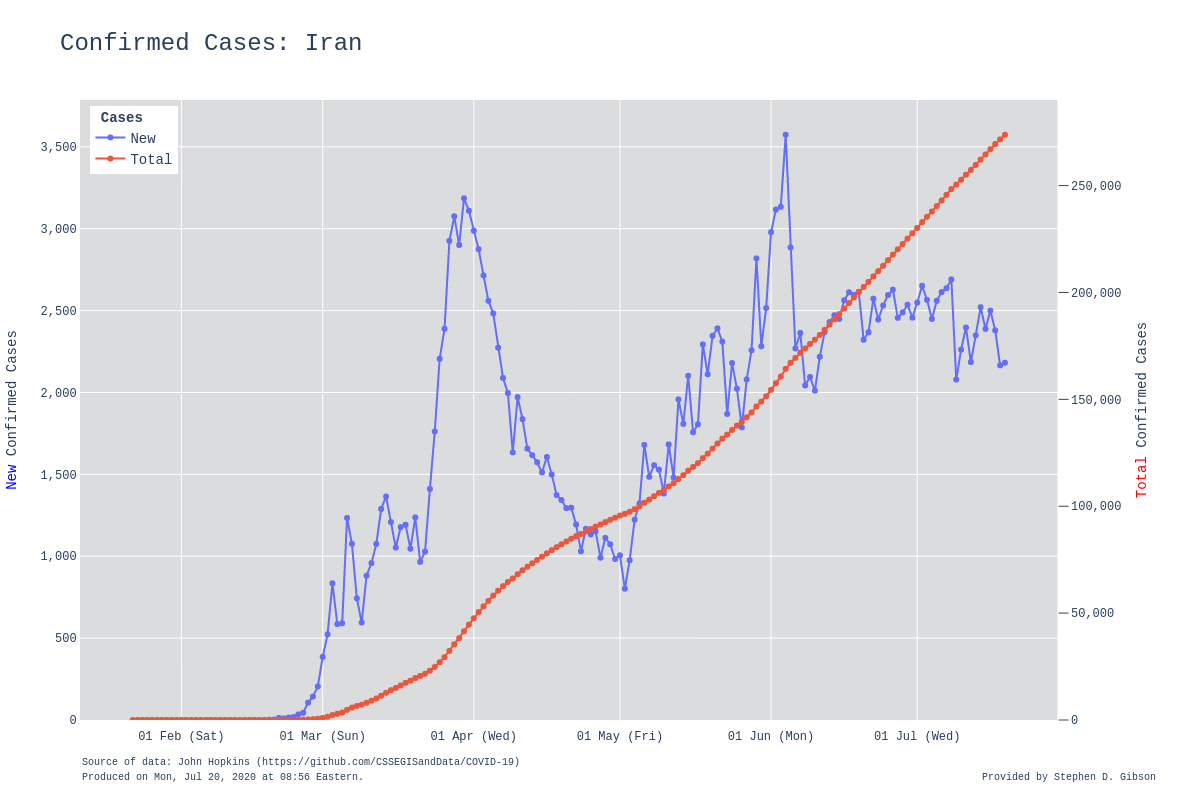 Confirmed Cases: Iran
Cases
New
Total
3,500
3,000
2,500
2,000
1,500
1,000
500
0
New Confirmed Cases
250,000
200,000
150,000
100,000
50,000
0
Total Confirmed Cases
01 Feb (Sat)
01 Mar (Sun)
01 Apr (Wed)
01 May (Fri)
01 Jun (Mon)
01 Jul (Wed)
Source of data: John Hopkins (https://github.com/CSSEGISandData/COVID-19)
Produced on Mon, Jul 20, 2020 at 08:56 Eastern.
Provided by Stephen D. Gibson